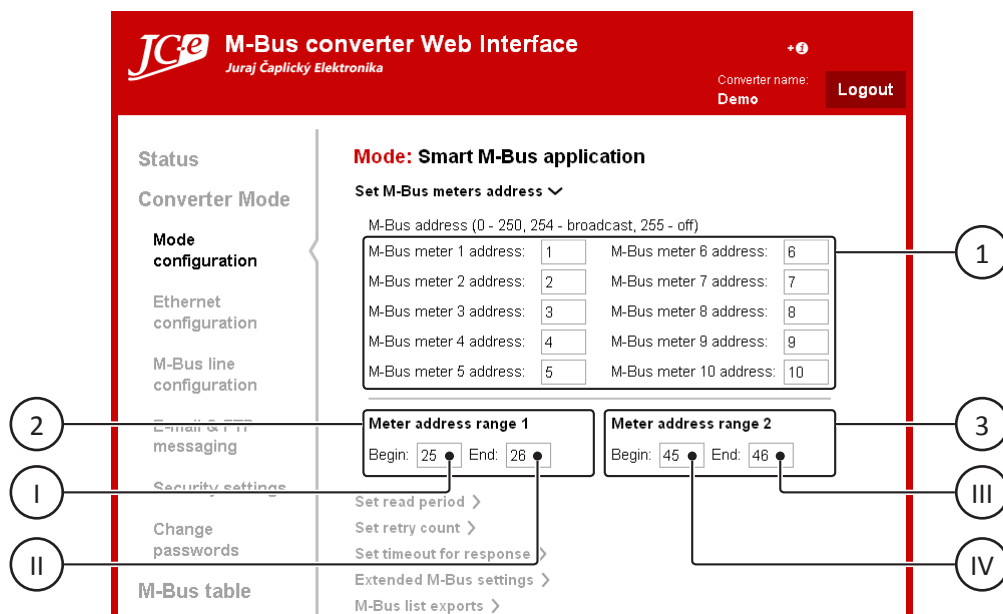 JC-e
M-Bus converter Web Interface
Juraj Čaplický Elektronika
+i
Converter name:
Demo
Logout
Status
Converter Mode
Mode
configuration
Ethernet
configuration
M-Bus line
configuration
E-mail & FTP
messaging
Security settings
Change
passwords
M-Bus table
Mode: Smart M-Bus application
Set M-Bus meters address
M-Bus address (0 - 250, 254 - broadcast, 255 - off)
M-Bus meter 1 address: 1 M-Bus meter 6 address: 6
M-Bus meter 2 address: 2 M-Bus meter 7 address: 7
M-Bus meter 3 address: 3 M-Bus meter 8 address: 8
M-Bus meter 4 address: 4 M-Bus meter 9 address: 9
M-Bus meter 5 address: 5 M-Bus meter 10 address: 10
Meter address range 1 Meter address range 2
Begin: 25 End: 26 Begin: 45 End: 46
Set read period
Set retry count
Set timeout for response
Extended M-Bus settings
M-Bus list exports
1
2
3
I
II
III
IV